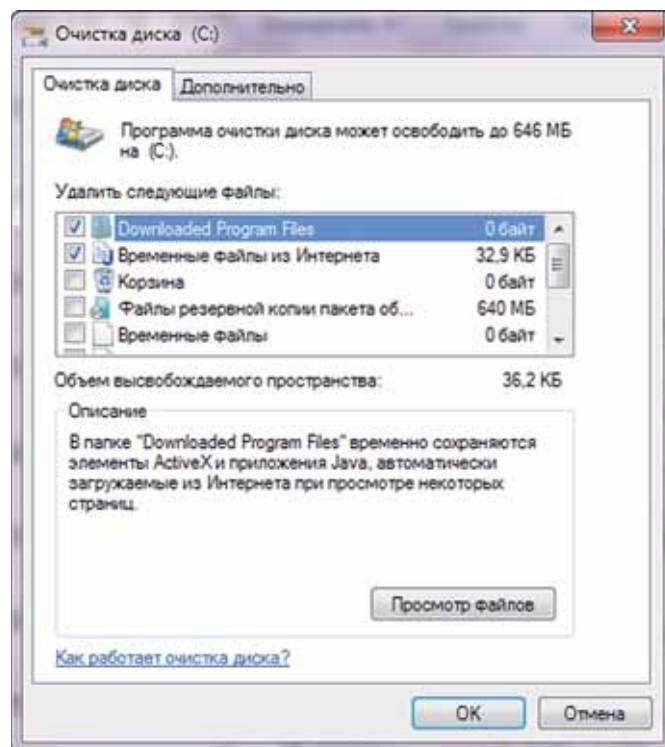 Очистка диска (C:)
Очистка диска Дополнительно
Программа очистки диска может освободить до 646 МБ
на (C:).
Удалить следующие файлы:
Downloaded Program Files 0 байт
Временные файлы из Интернета 32,9 КБ
Корзина 0 байт
Файлы резервной копии пакета об... 640 МБ
Временные файлы 0 байт
Объем высвобождаемого пространства: 36,2 КБ
Описание
В папке "Downloaded Program Files" временно сохраняются
элементы ActiveX и приложения Java, автоматически
загружаемые из Интернета при просмотре некоторых
страниц.
Просмотр файлов
Как работает очистка диска?
OK Отмена